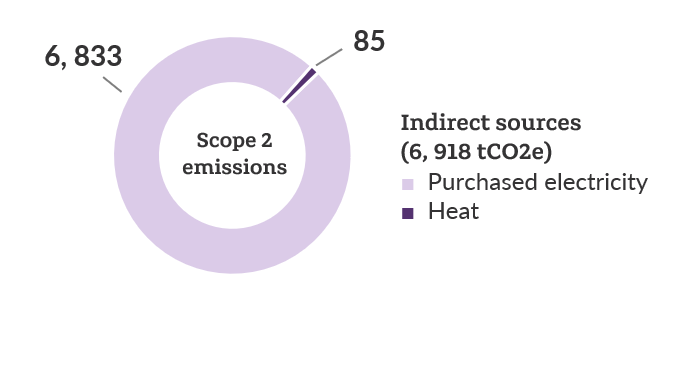 6, 833
85
Scope 2
emissions
Indirect sources
(6, 918 tCO2e)
Purchased electricity
Heat